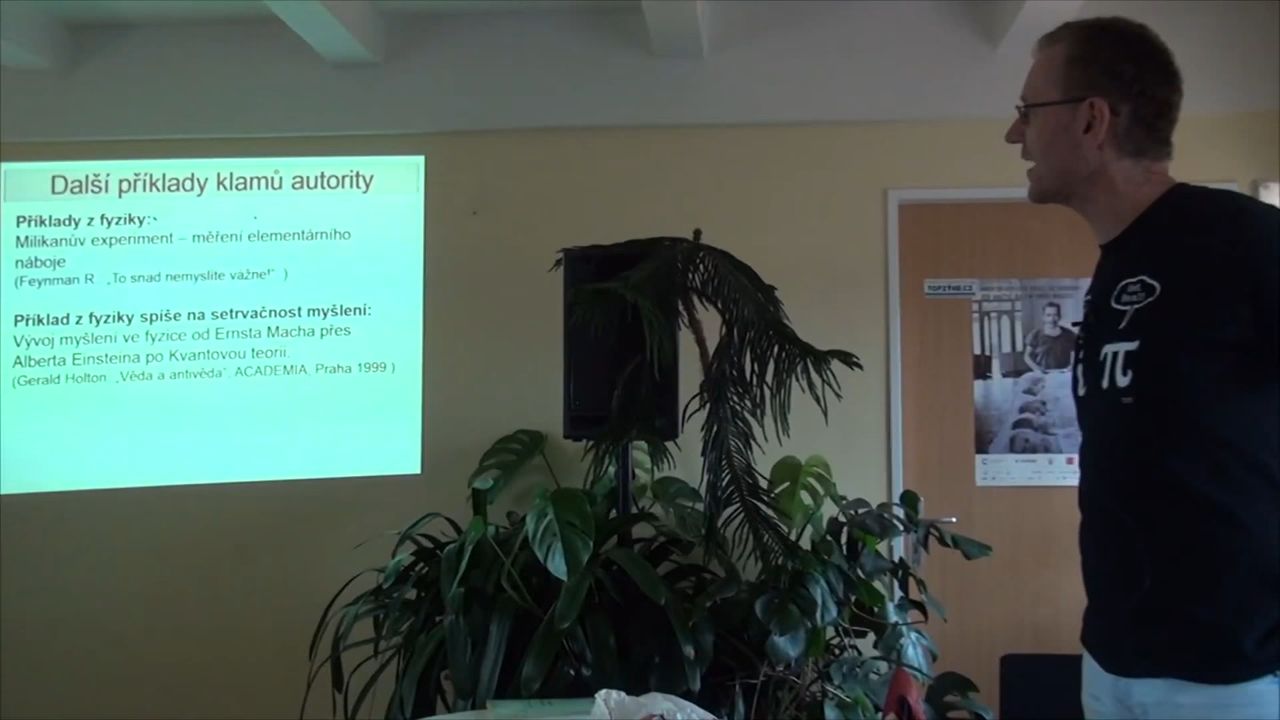 Další příklady klamů autority
Příklady z fyziky:
Milikanův experiment – měření elementárního
náboje
(Feynman R. „To snad nemyslíte vážně!“ )
Příklad z fyziky spíše na setrvačnost myšlení:
Vývoj myšlení ve fyzice od Ernsta Macha přes
Alberta Einsteina po Kvantovou teorii.
(Gerald Holton „Věda a antivěda“, ACADEMIA, Praha 1999 )
TOPZÝNE.CZ
i π